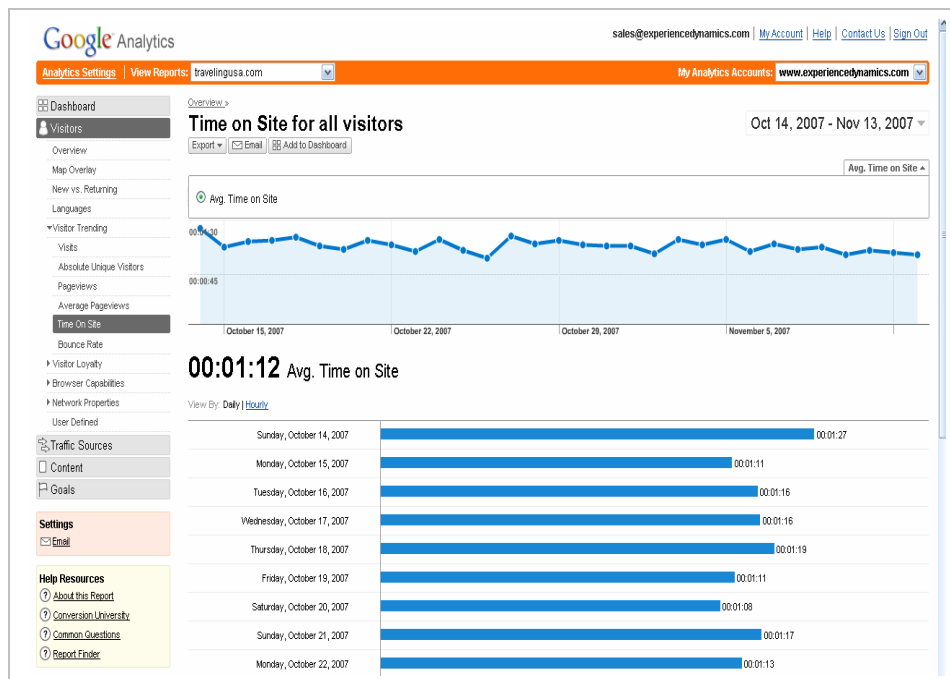 Google Analytics
sales@experiencedynamics.com | My Account | Help | Contact Us | Sign Out
Analytics Settings | View Reports: travelingusa.com
My Analytics Accounts: www.experiencedynamics.com
Dashboard
Visitors
Overview
Map Overlay
New vs. Returning
Languages
Visitor Trending
Visits
Absolute Unique Visitors
Pageviews
Average Pageviews
Time On Site
Bounce Rate
Visitor Loyalty
Browser Capabilities
Network Properties
User Defined
Traffic Sources
Content
Goals
Settings
Email
Help Resources
About this Report
Conversion University
Common Questions
Report Finder
Overview »
Time on Site for all visitors
Oct 14, 2007 - Nov 13, 2007
Export Email Add to Dashboard
Avg. Time on Site
Avg. Time on Site
00:01:30
00:00:45
October 15, 2007 October 22, 2007 October 29, 2007 November 5, 2007
00:01:12 Avg. Time on Site
View By: Daily | Hourly
Sunday, October 14, 2007 00:01:27
Monday, October 15, 2007 00:01:11
Tuesday, October 16, 2007 00:01:16
Wednesday, October 17, 2007 00:01:16
Thursday, October 18, 2007 00:01:19
Friday, October 19, 2007 00:01:11
Saturday, October 20, 2007 00:01:08
Sunday, October 21, 2007 00:01:17
Monday, October 22, 2007 00:01:13